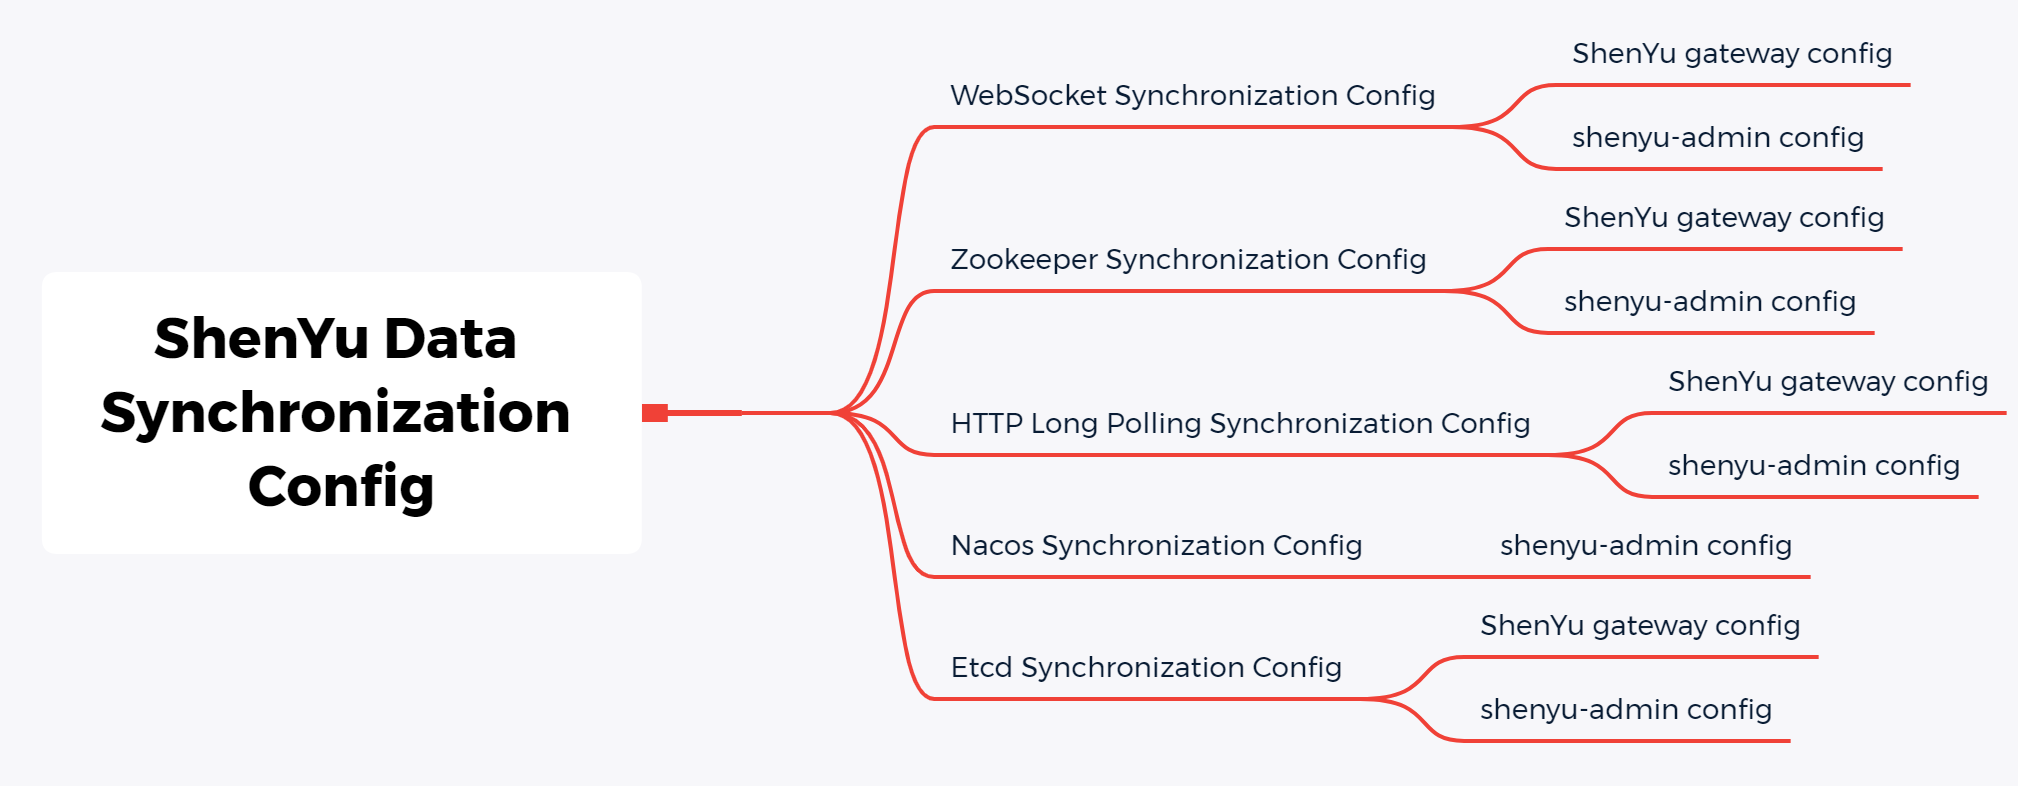 ShenYu Data
Synchronization
Config
WebSocket Synchronization Config
ShenYu gateway config
shenyu-admin config
Zookeeper Synchronization Config
ShenYu gateway config
shenyu-admin config
HTTP Long Polling Synchronization Config
ShenYu gateway config
shenyu-admin config
Nacos Synchronization Config
shenyu-admin config
Etcd Synchronization Config
ShenYu gateway config
shenyu-admin config